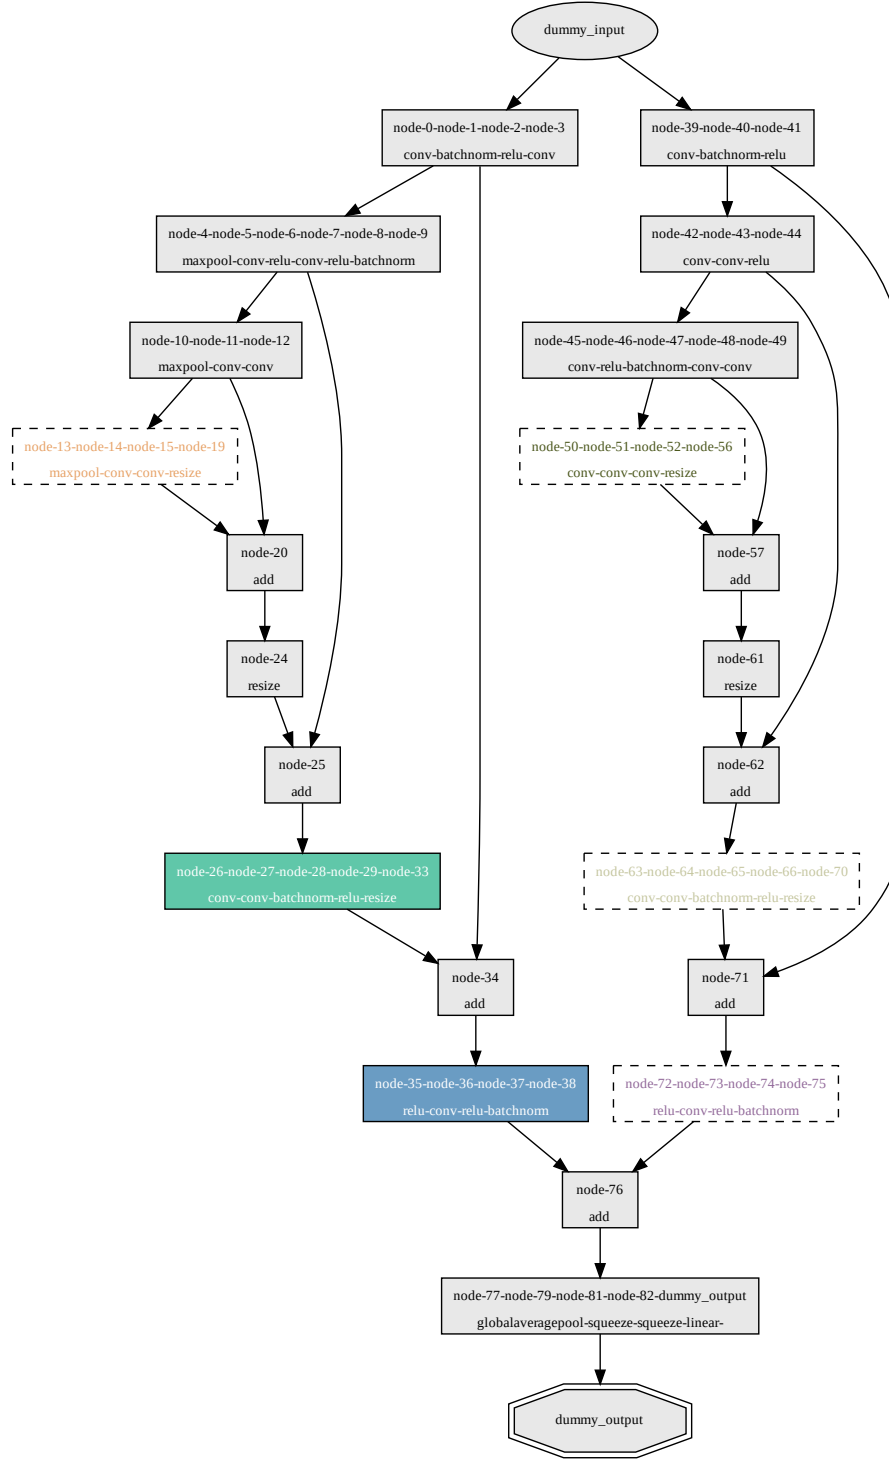 dummy_input
node-0-node-1-node-2-node-3
conv-batchnorm-relu-conv
node-39-node-40-node-41
conv-batchnorm-relu
node-4-node-5-node-6-node-7-node-8-node-9
maxpool-conv-relu-conv-relu-batchnorm
node-42-node-43-node-44
conv-conv-relu
node-10-node-11-node-12
maxpool-conv-conv
node-45-node-46-node-47-node-48-node-49
conv-relu-batchnorm-conv-conv
node-13-node-14-node-15-node-19
maxpool-conv-conv-resize
node-50-node-51-node-52-node-56
conv-conv-conv-resize
node-20
add
node-57
add
node-24
resize
node-61
resize
node-25
add
node-62
add
node-26-node-27-node-28-node-29-node-33
conv-conv-batchnorm-relu-resize
node-63-node-64-node-65-node-66-node-70
conv-conv-batchnorm-relu-resize
node-34
add
node-71
add
node-35-node-36-node-37-node-38
relu-conv-relu-batchnorm
node-72-node-73-node-74-node-75
relu-conv-relu-batchnorm
node-76
add
node-77-node-79-node-81-node-82-dummy_output
globalaveragepool-squeeze-squeeze-linear-
dummy_output